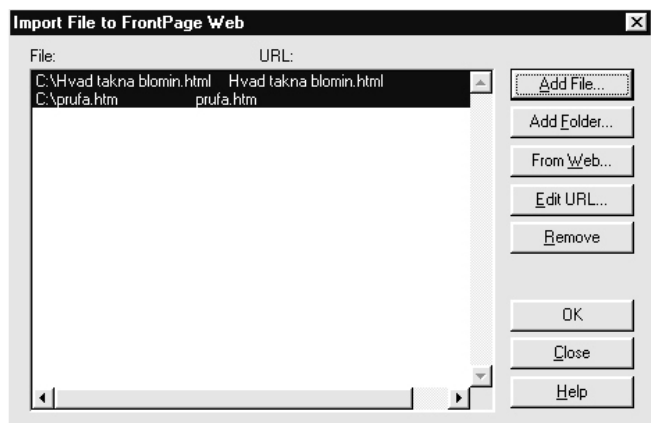 Import File to FrontPage Web
File: URL:
C:\Hvad takna blomin.html Hvad takna blomin.html
C:\prufa.htm prufa.htm
Add File...
Add Folder...
From Web...
Edit URL...
Remove
OK
Close
Help